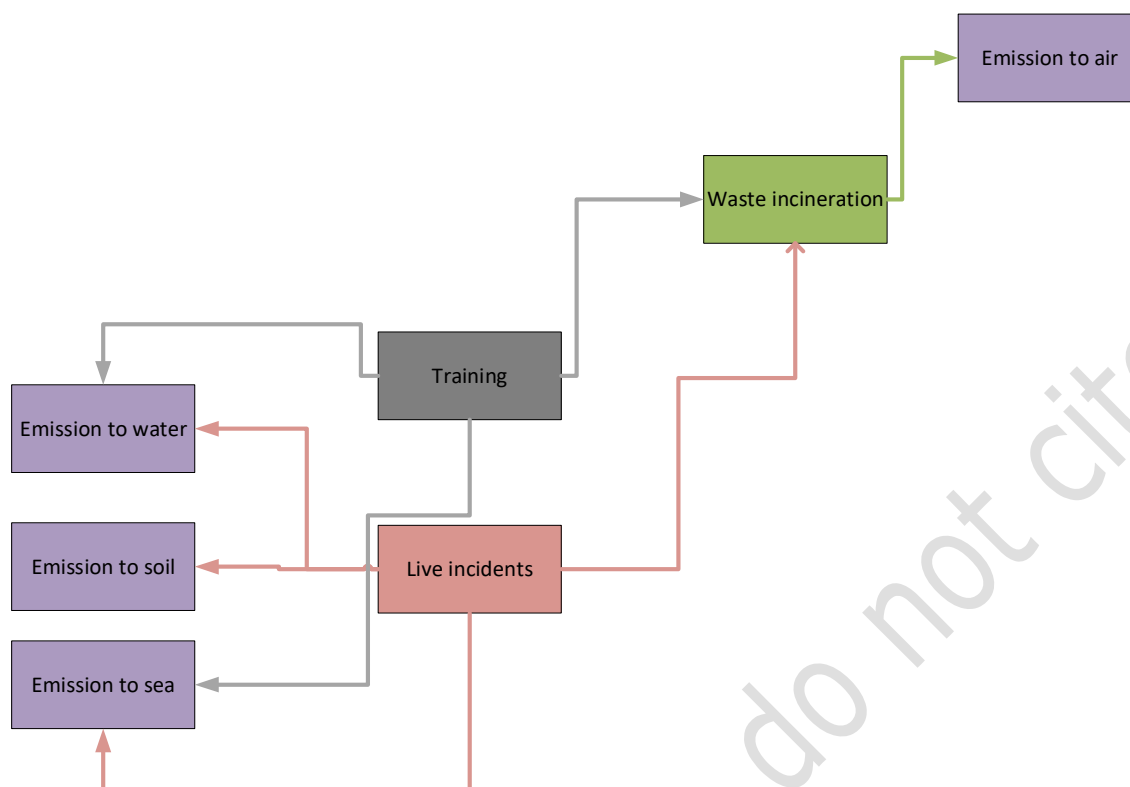 Emission to air
Waste incineration
Training
Emission to water
Emission to soil
Live incidents
Emission to sea
do not cite